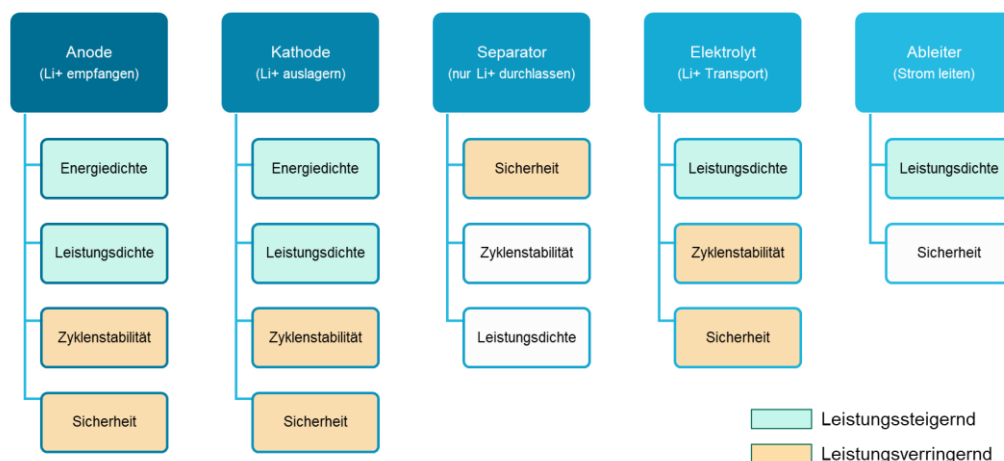 Anode
(Li+ empfangen)
Energiedichte
Leistungsdichte
Zyklenstabilität
Sicherheit
Kathode
(Li+ auslagern)
Energiedichte
Leistungsdichte
Zyklenstabilität
Sicherheit
Separator
(nur Li+ durchlassen)
Sicherheit
Zyklenstabilität
Leistungsdichte
Elektrolyt
(Li+ Transport)
Leistungsdichte
Zyklenstabilität
Sicherheit
Ableiter
(Strom leiten)
Leistungsdichte
Sicherheit
Leistungssteigernd
Leistungsverringernd